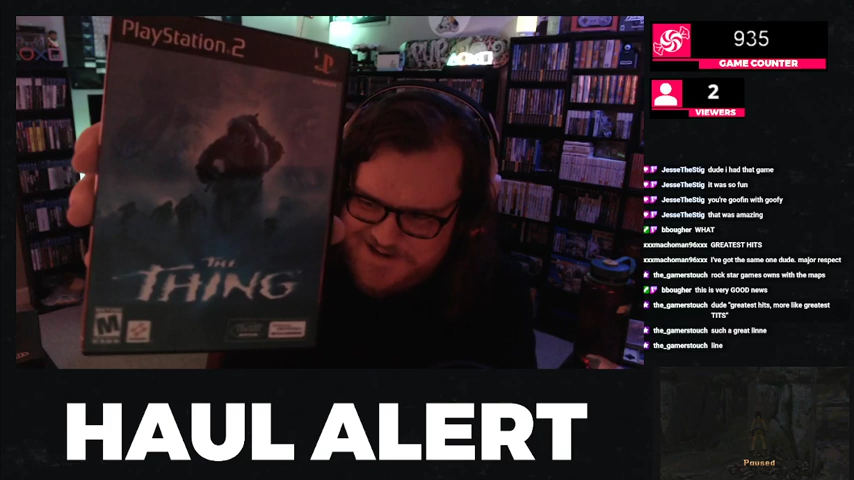 PlayStation.2
THE
THING
M
935
GAME COUNTER
2
VIEWERS
JesseTheStig dude i had that game
JesseTheStig it was so fun
JesseTheStig you're goofin with goofy
JesseTheStig that was amazing
bbougher WHAT
xxxmachoman96xxx GREATEST HITS
xxxmachoman96xxx I've got the same one dude. major respect
the_gamerstouch rock star games owns with the maps
bbougher this is very GOOD news
the_gamerstouch dude "greatest hits, more like greatest
TITS"
the_gamerstouch such a great linne
the_gamerstouch line
HAUL ALERT
Paused